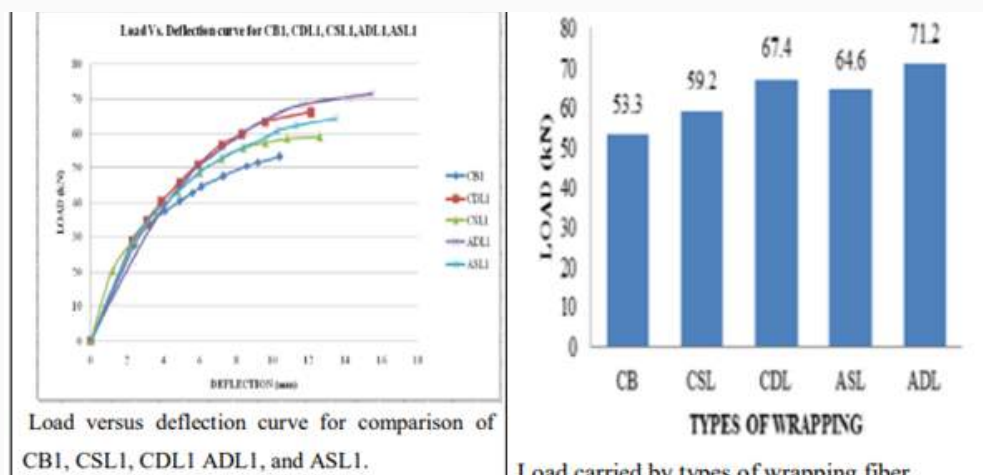 Load Vs. Deflection curve for CB1, CDL1, CSL1,ADL1,ASL1
80
70
60
50
40
30
20
10
0
LOAD (kN)
0 2 4 6 8 10 12 14 16 18
DEFLECTION (mm)
CB1
CDL1
CSL1
ADL1
ASL1
Load versus deflection curve for comparison of
CB1, CSL1, CDL1 ADL1, and ASL1.
80
70
60
50
40
30
20
10
0
LOAD (kN)
53.3
59.2
67.4
64.6
71.2
CB CSL CDL ASL ADL
TYPES OF WRAPPING
Load carried by types of wrapping fiber